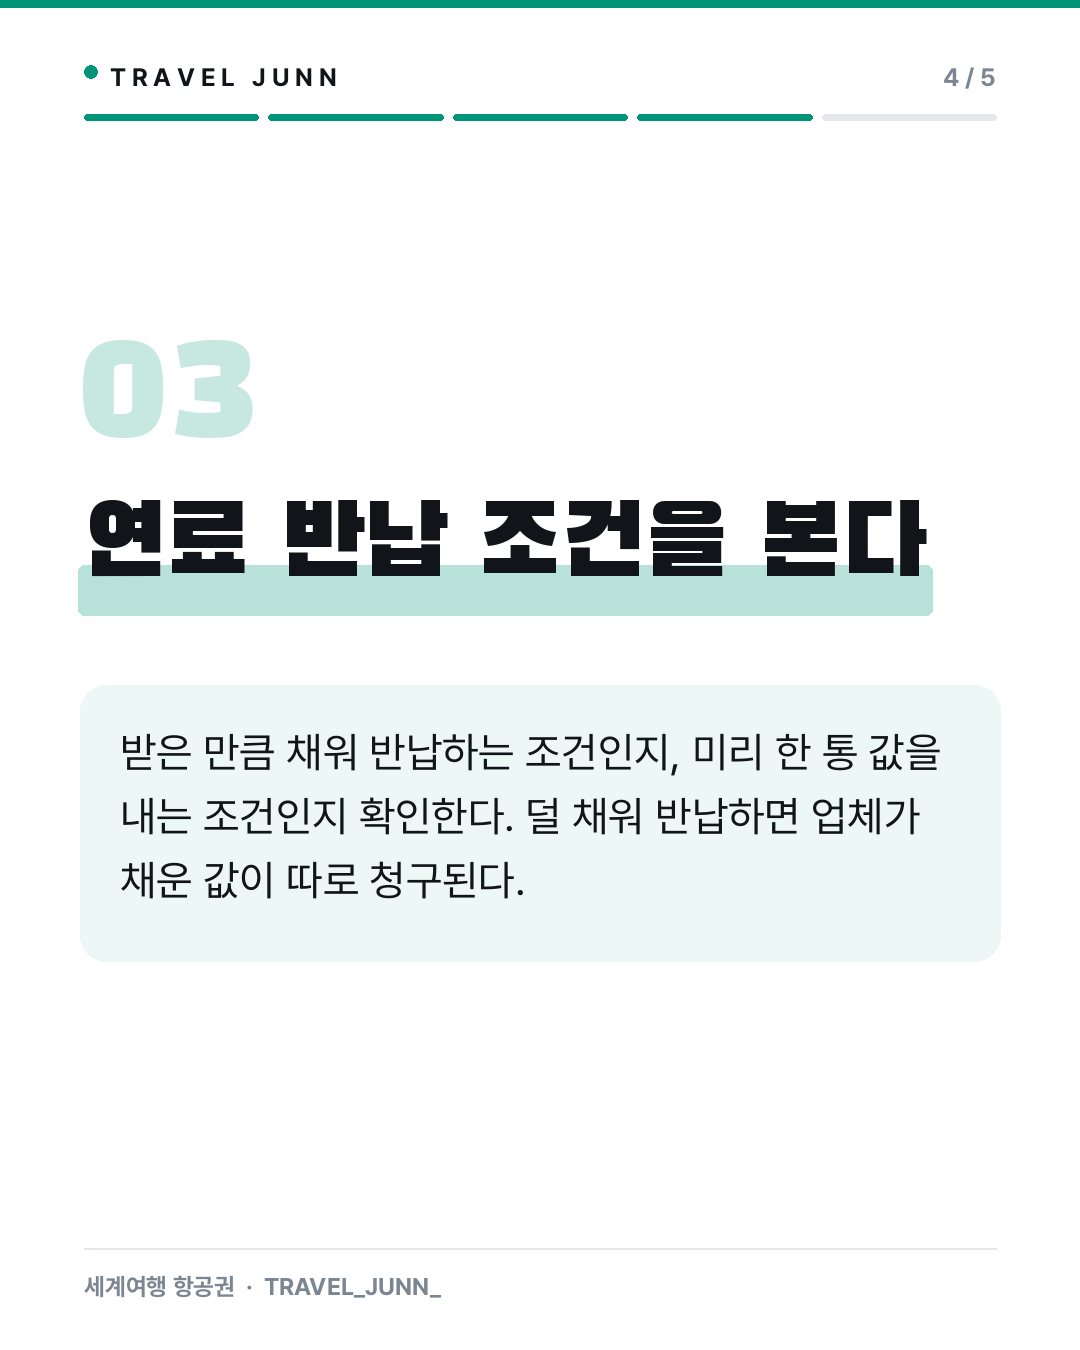 TRAVEL JUNN
4 / 5
03
연료 반납 조건을 본다
받은 만큼 채워 반납하는 조건인지, 미리 한 통 값을
내는 조건인지 확인한다. 덜 채워 반납하면 업체가
채운 값이 따로 청구된다.
세계여행 항공권 · TRAVEL_JUNN_